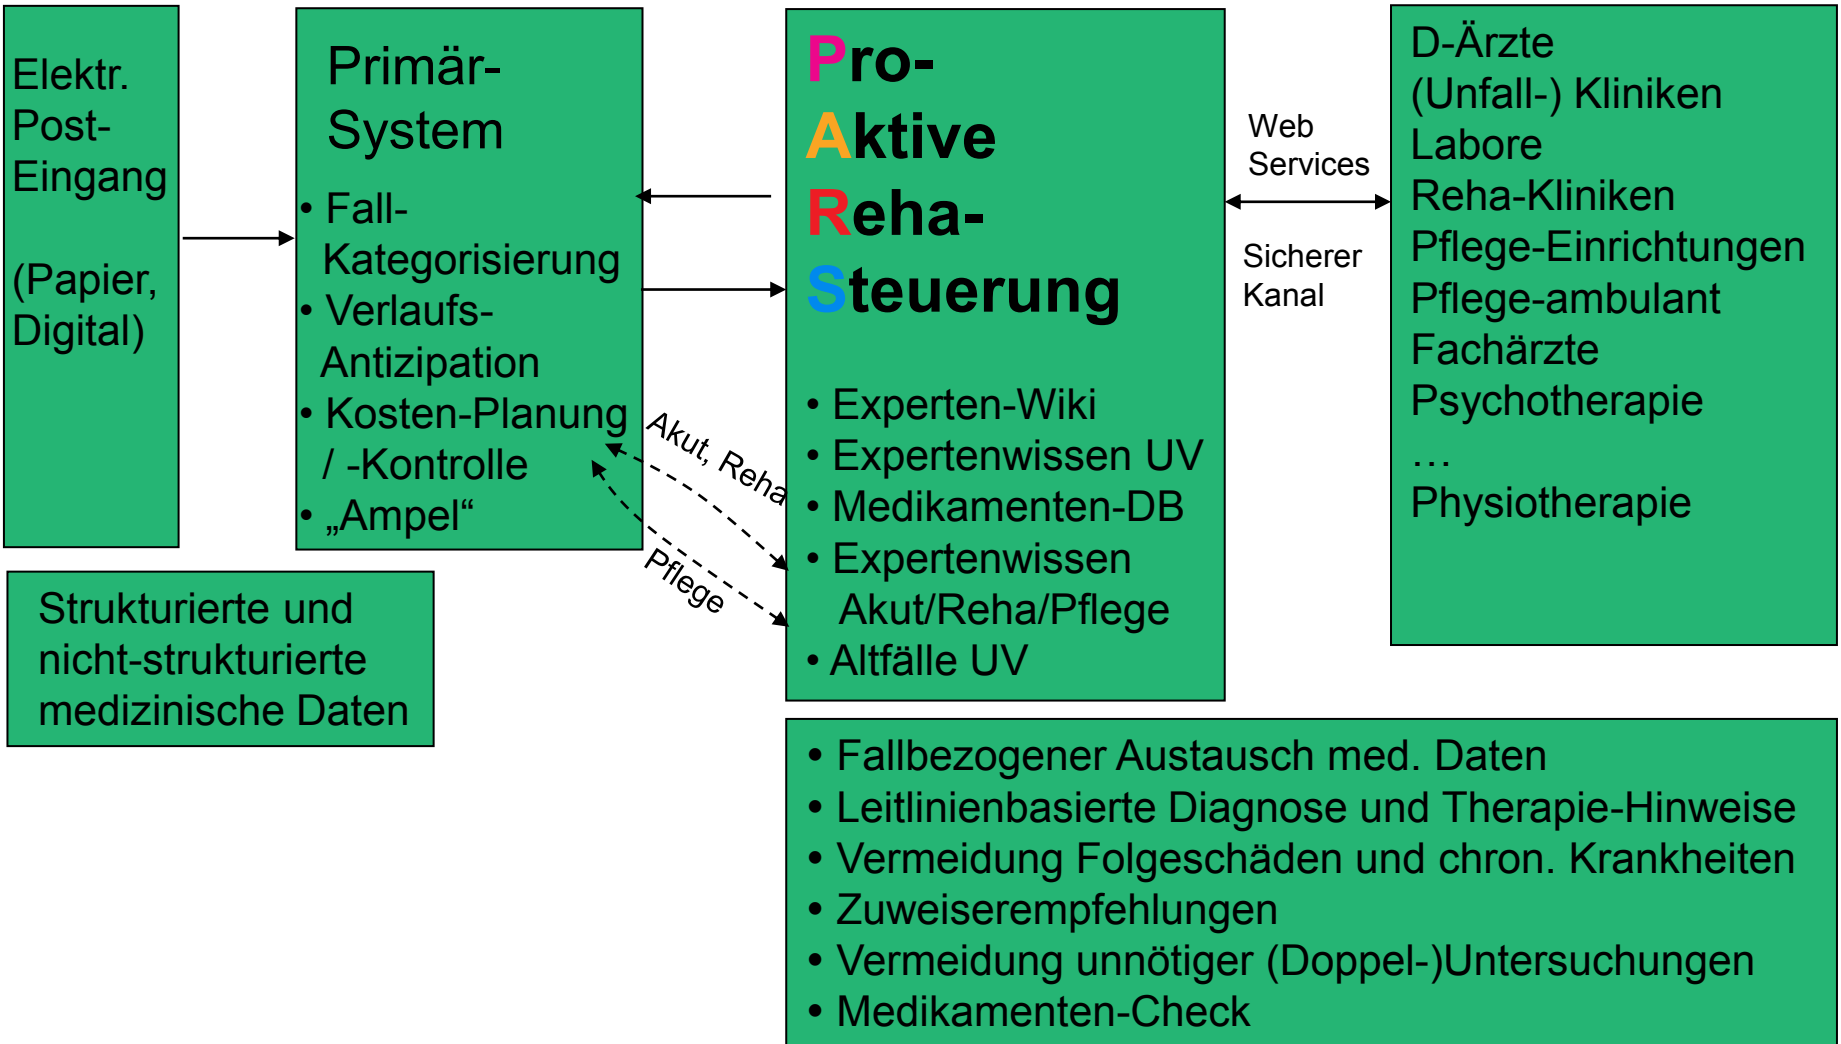 Elektr.
Post-
Eingang
(Papier,
Digital)
Primär-
System
• Fall-
Kategorisierung
• Verlaufs-
Antizipation
• Kosten-Planung
/ -Kontrolle
• „Ampel“
Akut, Reha
Pflege
Pro-
Aktive
Reha-
Steuerung
• Experten-Wiki
• Expertenwissen UV
• Medikamenten-DB
• Expertenwissen
Akut/Reha/Pflege
• Altfälle UV
Web
Services
Sicherer
Kanal
D-Ärzte
(Unfall-) Kliniken
Labore
Reha-Kliniken
Pflege-Einrichtungen
Pflege-ambulant
Fachärzte
Psychotherapie
…
Physiotherapie
Strukturierte und
nicht-strukturierte
medizinische Daten
• Fallbezogener Austausch med. Daten
• Leitlinienbasierte Diagnose und Therapie-Hinweise
• Vermeidung Folgeschäden und chron. Krankheiten
• Zuweiserempfehlungen
• Vermeidung unnötiger (Doppel-)Untersuchungen
• Medikamenten-Check